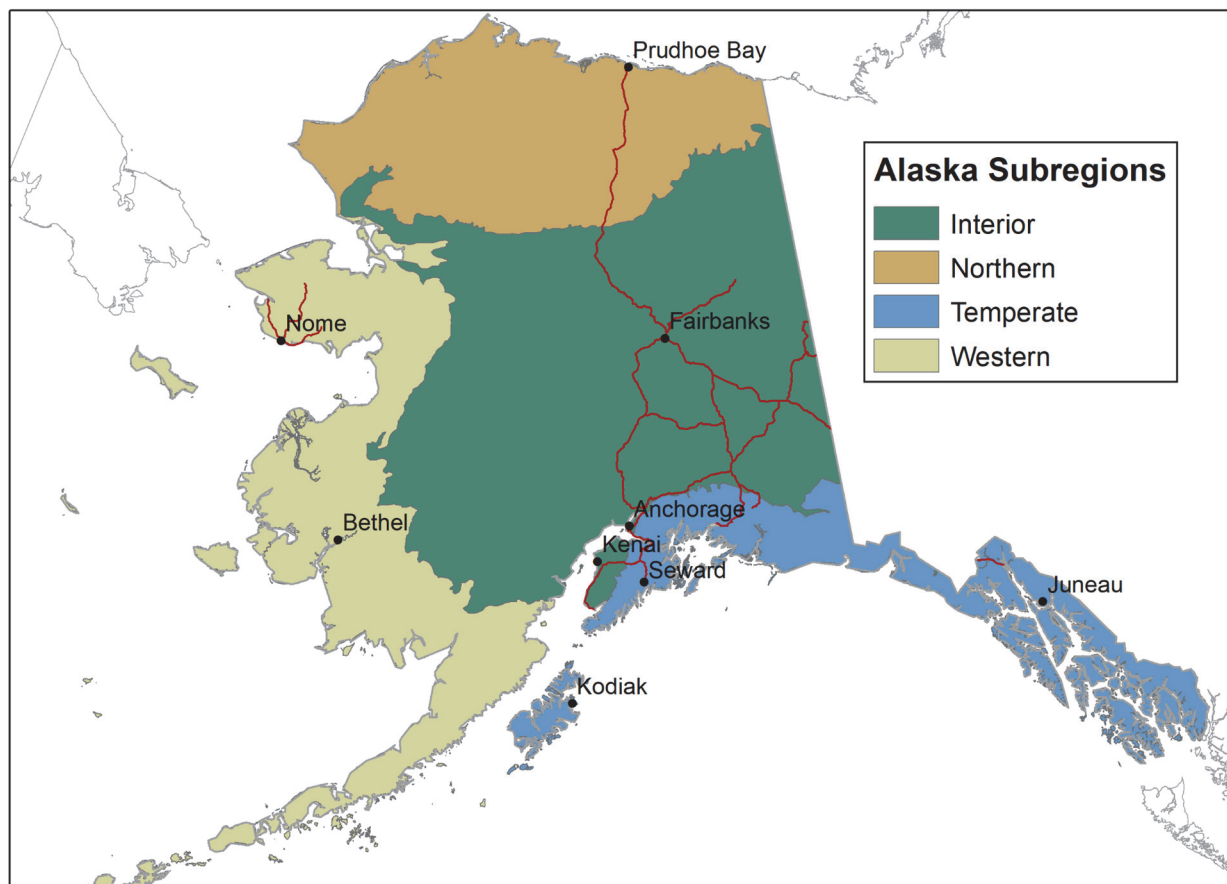 Prudhoe Bay
Alaska Subregions
Interior
Northern
Temperate
Western
Nome
Fairbanks
Anchorage
Bethel
Kenai
Seward
Juneau
Kodiak